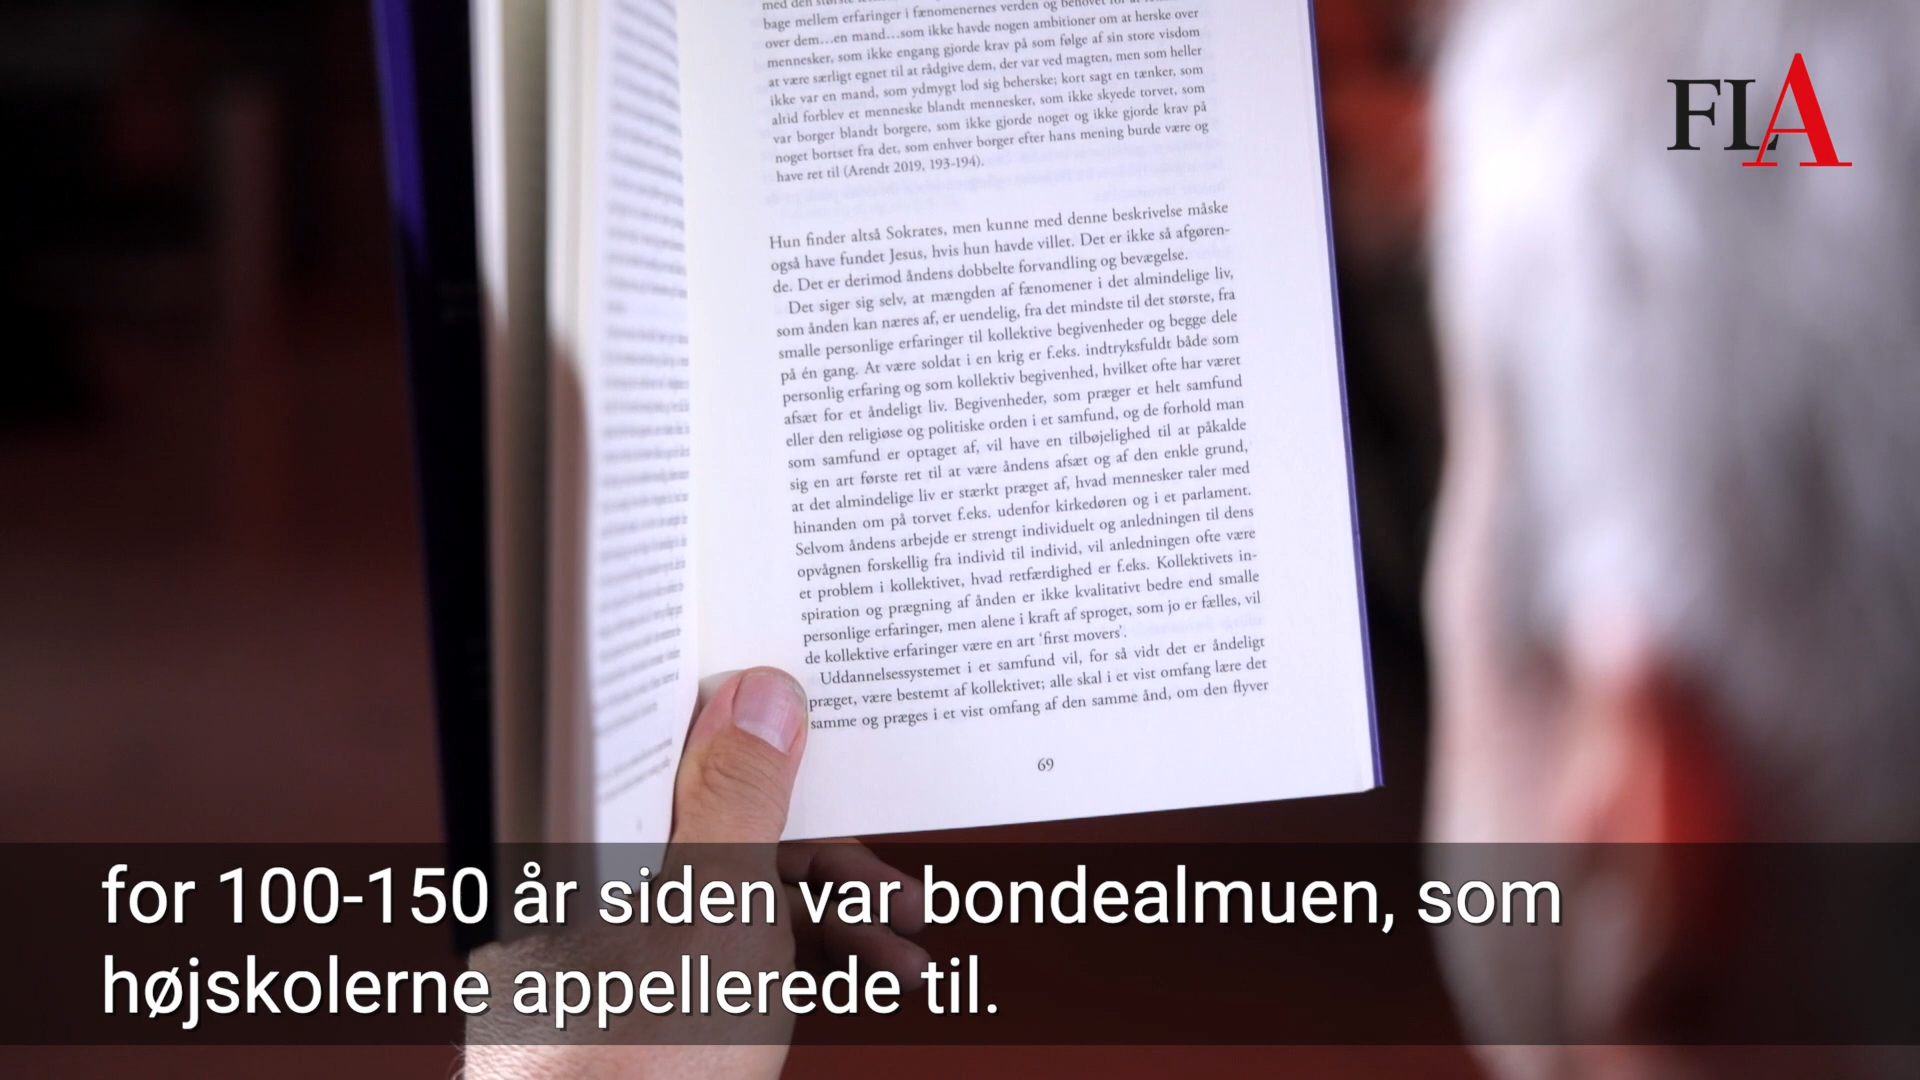 bage mellem erfaringer i fænomenernes verden og behovet for at
over dem…en mand…som ikke havde nogen ambitioner om at herske over
mennesker, som ikke engang gjorde krav på som følge af sin store visdom
at være særligt egnet til at rådgive dem, der var ved magten, men som heller
ikke var en mand, som ydmygt lod sig beherske; kort sagt en tænker, som
altid forblev et menneske blandt mennesker, som ikke skyede torvet, som
var borger blandt borgere, som ikke gjorde noget og ikke gjorde krav på
noget bortset fra det, som enhver borger efter hans mening burde være og
have ret til (Arendt 2019, 193-194).
Hun finder altså Sokrates, men kunne med denne beskrivelse måske
også have fundet Jesus, hvis hun havde villet. Det er ikke så afgøren-
de. Det er derimod åndens dobbelte forvandling og bevægelse.
Det siger sig selv, at mængden af fænomener i det almindelige liv,
som ånden kan næres af, er uendelig, fra det mindste til det største, fra
smalle personlige erfaringer til kollektive begivenheder og begge dele
på én gang. At være soldat i en krig er f.eks. indtryksfuldt både som
personlig erfaring og som kollektiv begivenhed, hvilket ofte har været
afsæt for et åndeligt liv. Begivenheder, som præger et helt samfund
eller den religiøse og politiske orden i et samfund, og de forhold man
som samfund er optaget af, vil have en tilbøjelighed til at påkalde
sig en art første ret til at være åndens afsæt og af den enkle grund,
at det almindelige liv er stærkt præget af, hvad mennesker taler med
hinanden om på torvet f.eks. udenfor kirkedøren og i et parlament.
Selvom åndens arbejde er strengt individuelt og anledningen til dens
opvågnen forskellig fra individ til individ, vil anledningen ofte være
et problem i kollektivet, hvad retfærdighed er f.eks. Kollektivets in-
spiration og prægning af ånden er ikke kvalitativt bedre end smalle
personlige erfaringer, men alene i kraft af sproget, som jo er fælles, vil
de kollektive erfaringer være en art 'first movers'.
Uddannelsessystemet i et samfund vil, for så vidt det er åndeligt
præget, være bestemt af kollektivet; alle skal i et vist omfang lære det
samme og præges i et vist omfang af den samme ånd, om den flyver
69
FLA
for 100-150 år siden var bondealmuen, som
højskolerne appellerede til.